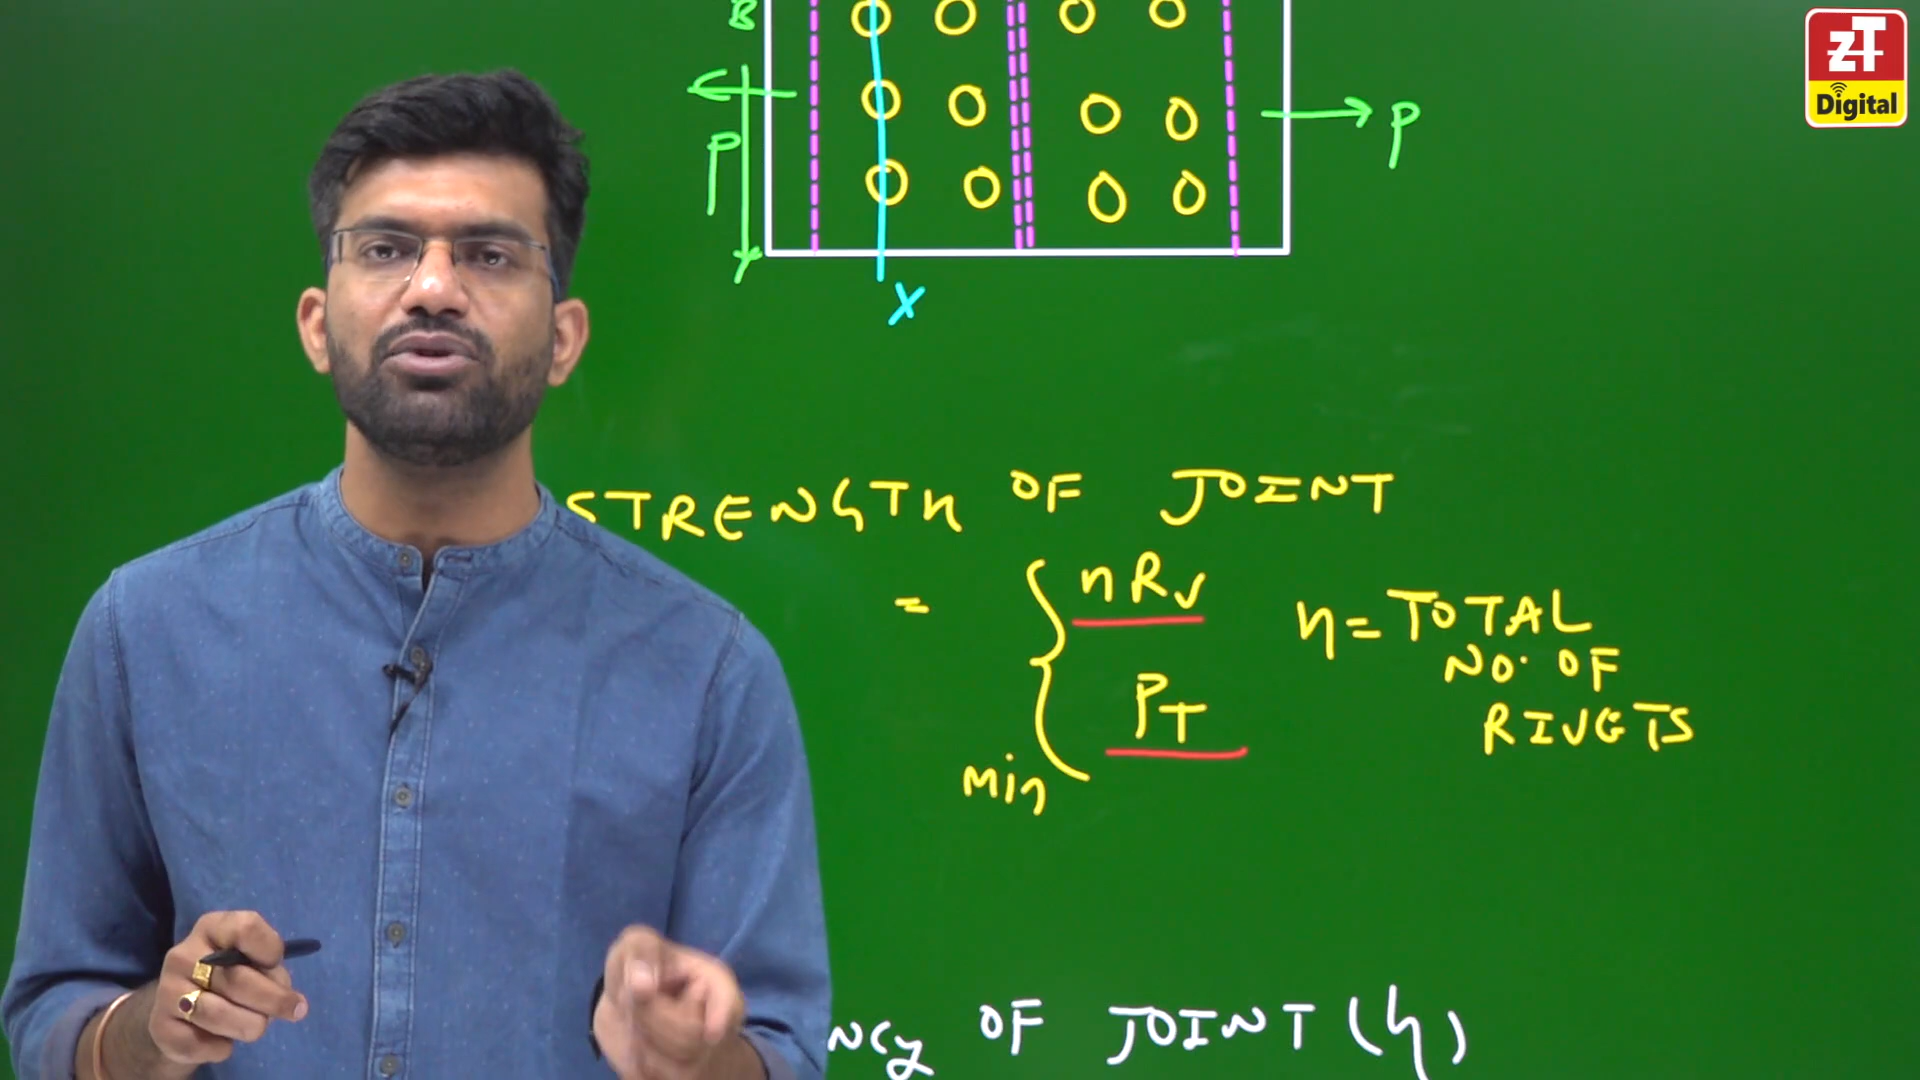 B
P
P
X
STRENGTH OF JOINT
= Min { nRv
PT
n = TOTAL
NO. OF
RIVETS
NCY OF JOINT (η)
ZT
Digital